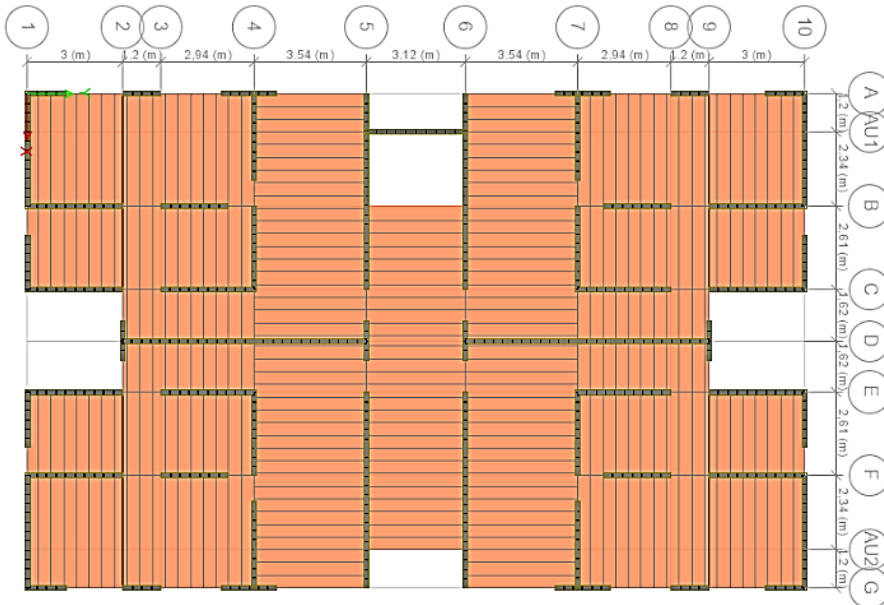 1 2 3 4 5 6 7 8 9 10
3 (m) 1.2 (m) 2,94 (m) 3.54 (m) 3.12 (m) 3.54 (m) 2,94 (m) 1.2 (m) 3 (m)
A
1.2 (m)
AU1
2,34 (m)
B
2,61 (m)
C
1,62 (m)
D
1,62 (m)
E
2,61 (m)
F
2,34 (m)
AU2
1.2 (m)
G
Y
X